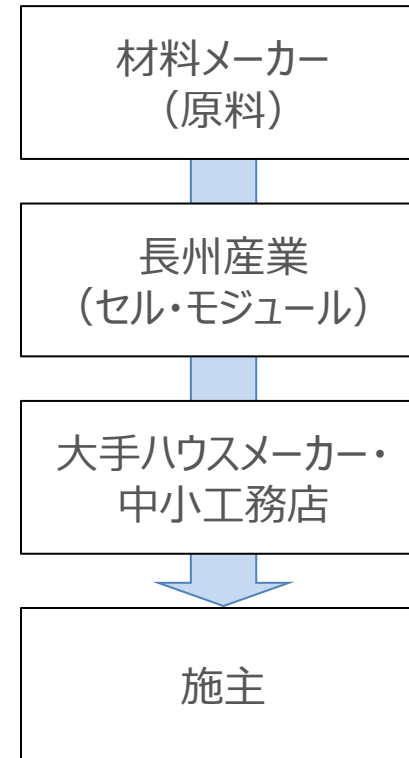 材料メーカー
（原料）
長州産業
（セル・モジュール）
大手ハウスメーカー・
中小工務店
施主